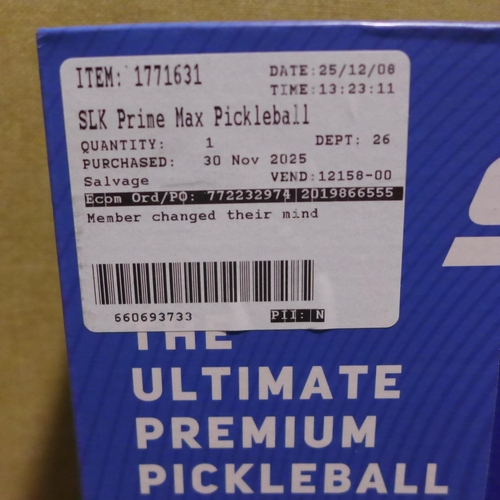 ITEM: 1771631 DATE:25/12/08
TIME:13:23:11
SLK Prime Max Pickleball
QUANTITY: 1 DEPT: 26
PURCHASED: 30 Nov 2025
Salvage VEND:12158-00
Ecom Ord/PO: 772232974 2019866555
Member changed their mind
660693733 PII: N
THE
ULTIMATE
PREMIUM
PICKLEBALL